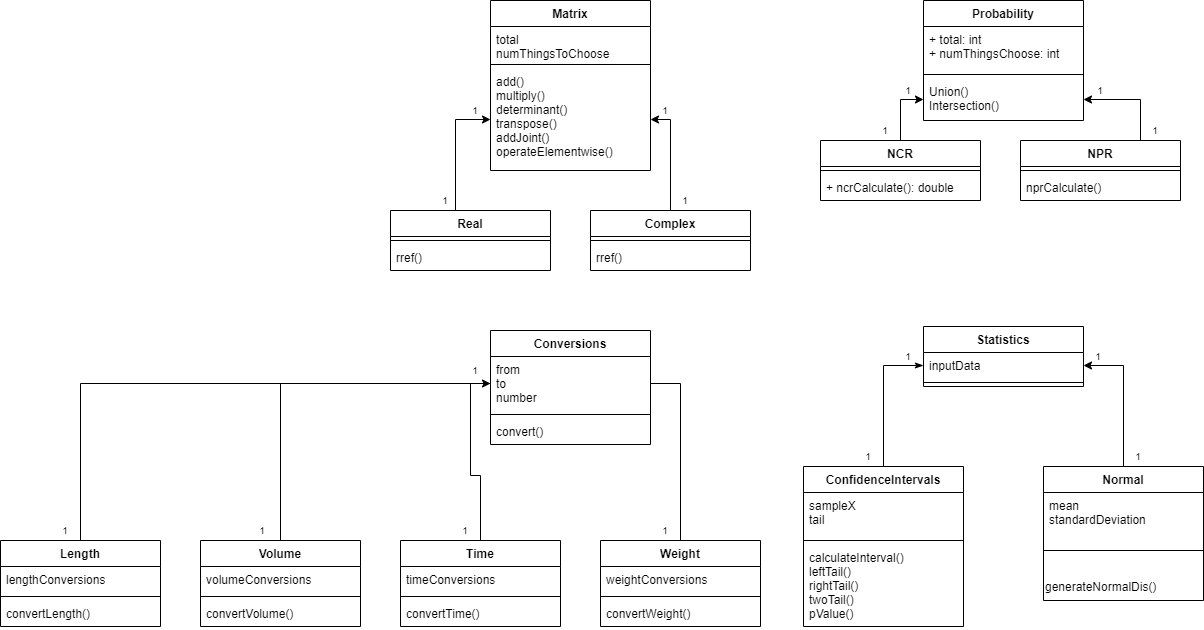 Matrix
total
numThingsToChoose
add()
multiply()
determinant()
transpose()
addJoint()
operateElementwise()
1
1
1
1
Real
rref()
Complex
rref()
Probability
+ total: int
+ numThingsChoose: int
Union()
Intersection()
1
1
1
1
NCR
+ ncrCalculate(): double
NPR
nprCalculate()
Conversions
from
to
number
convert()
1
1
1
1
1
Length
lengthConversions
convertLength()
Volume
volumeConversions
convertVolume()
Time
timeConversions
convertTime()
Weight
weightConversions
convertWeight()
Statistics
inputData
1
1
1
1
ConfidenceIntervals
sampleX
tail
calculateInterval()
leftTail()
rightTail()
twoTail()
pValue()
Normal
mean
standardDeviation
generateNormalDis()